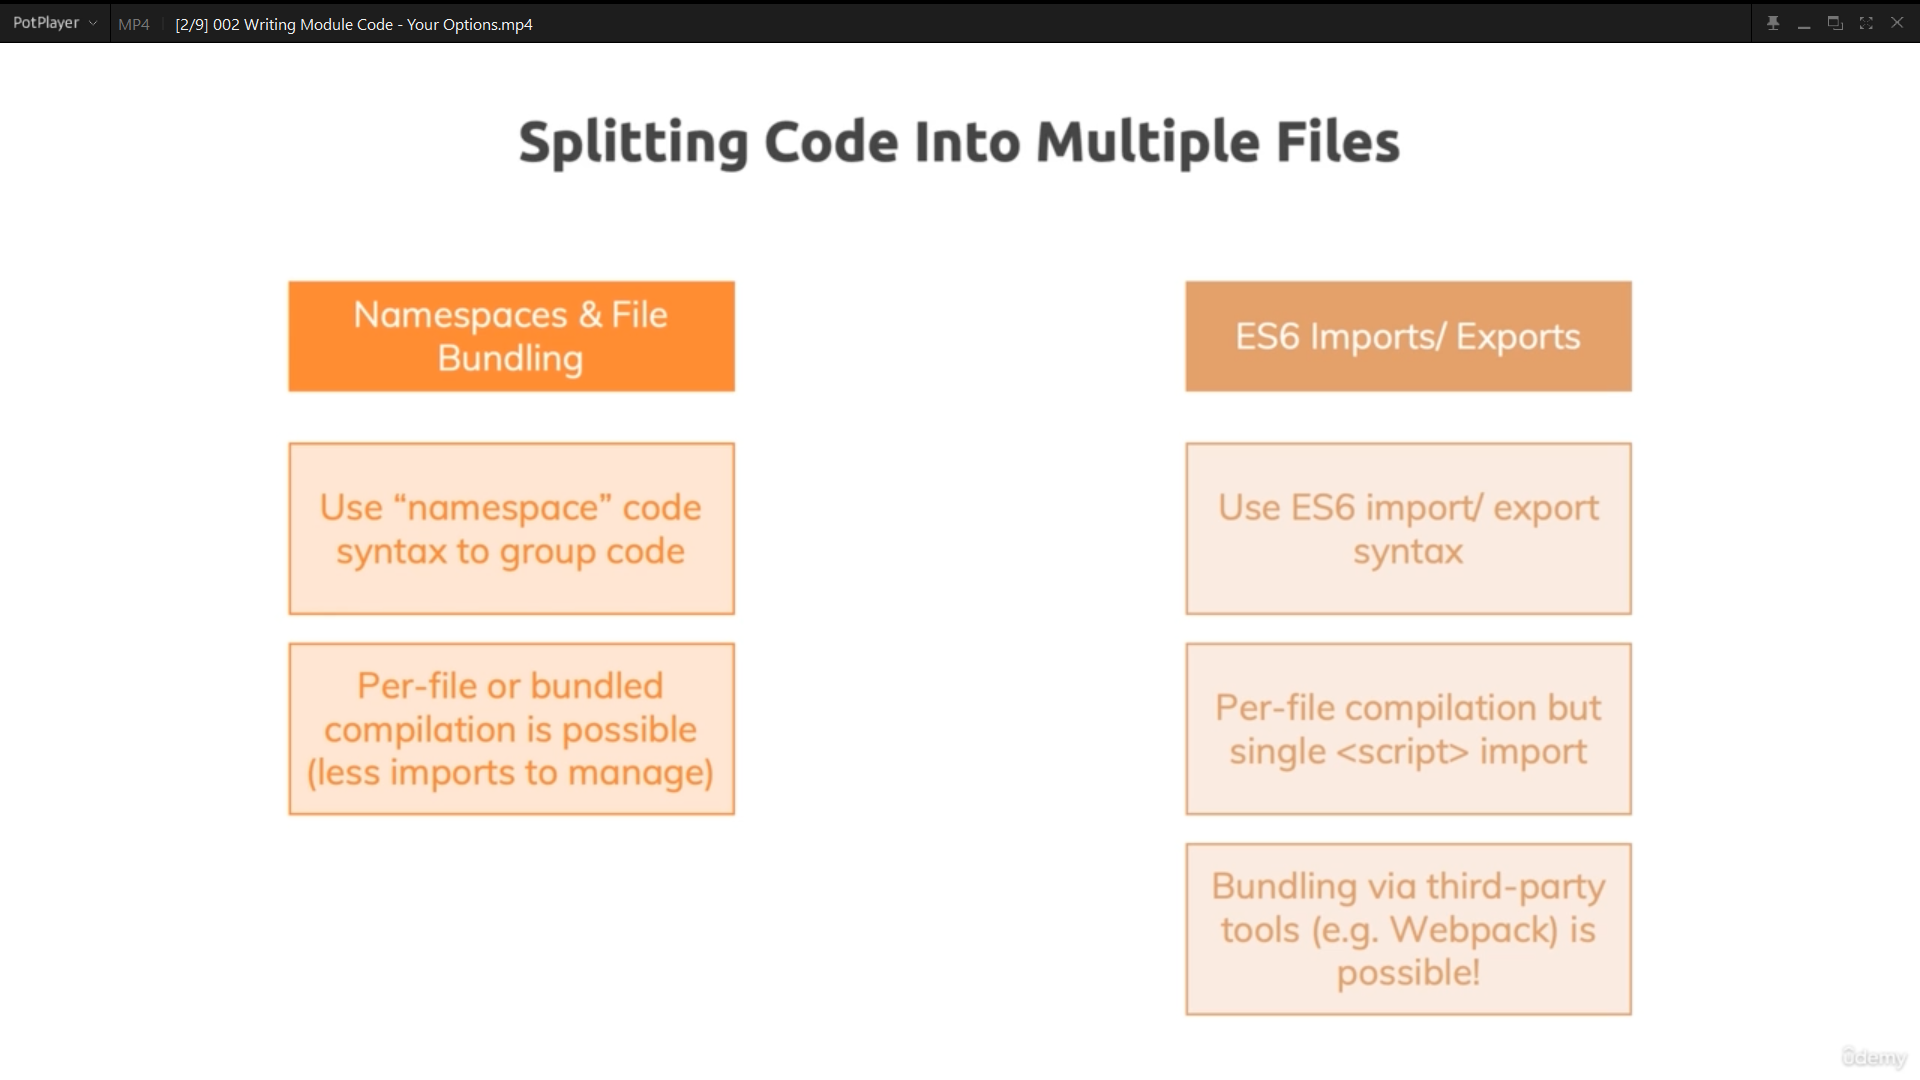 PotPlayer
MP4
[2/9] 002 Writing Module Code - Your Options.mp4
Splitting Code Into Multiple Files
Namespaces & File
Bundling
Use “namespace” code
syntax to group code
Per-file or bundled
compilation is possible
(less imports to manage)
ES6 Imports/ Exports
Use ES6 import/ export
syntax
Per-file compilation but
single <script> import
Bundling via third-party
tools (e.g. Webpack) is
possible!
ûdemy